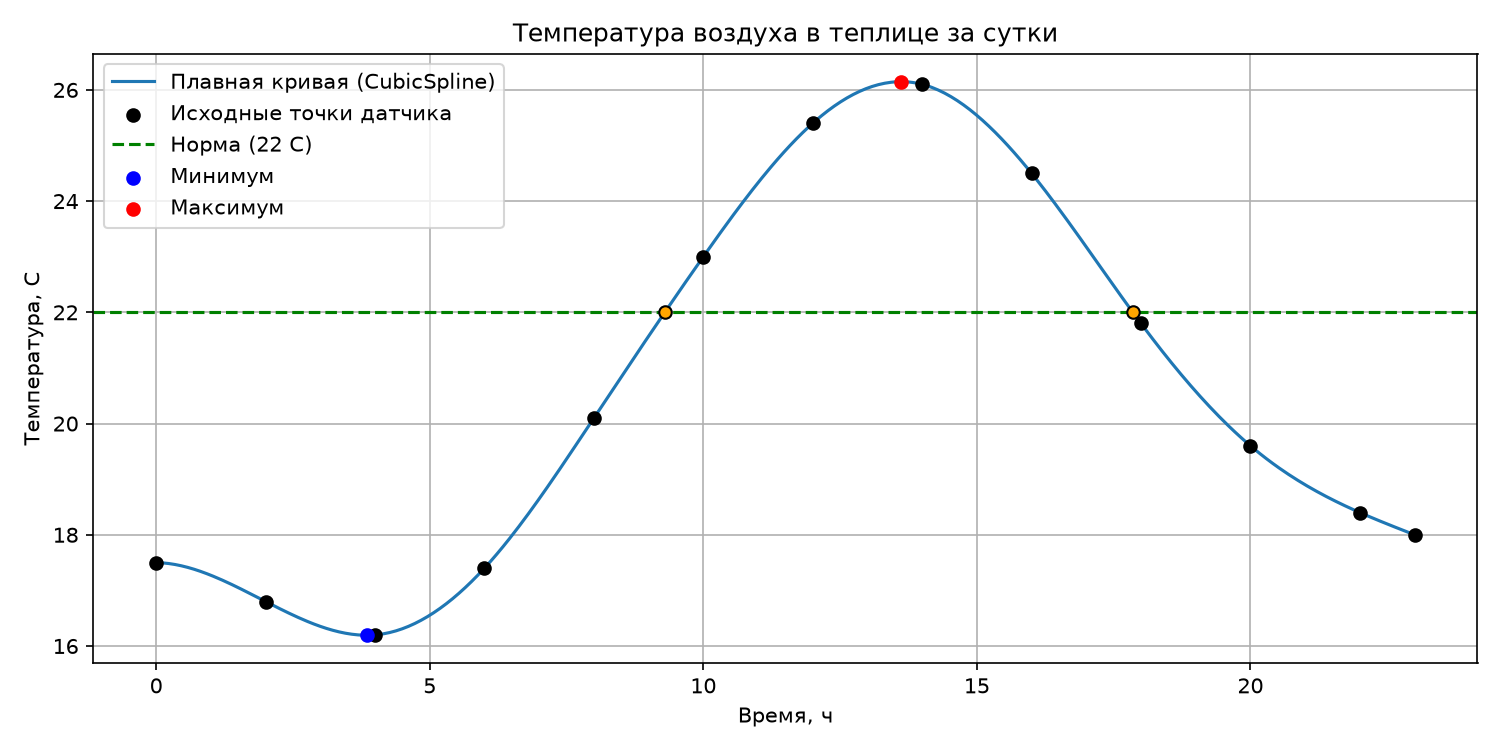 Температура воздуха в теплице за сутки
Плавная кривая (CubicSpline)
Исходные точки датчика
Норма (22 С)
Минимум
Максимум
Температура, С
26
24
22
20
18
16
0 5 10 15 20
Время, ч